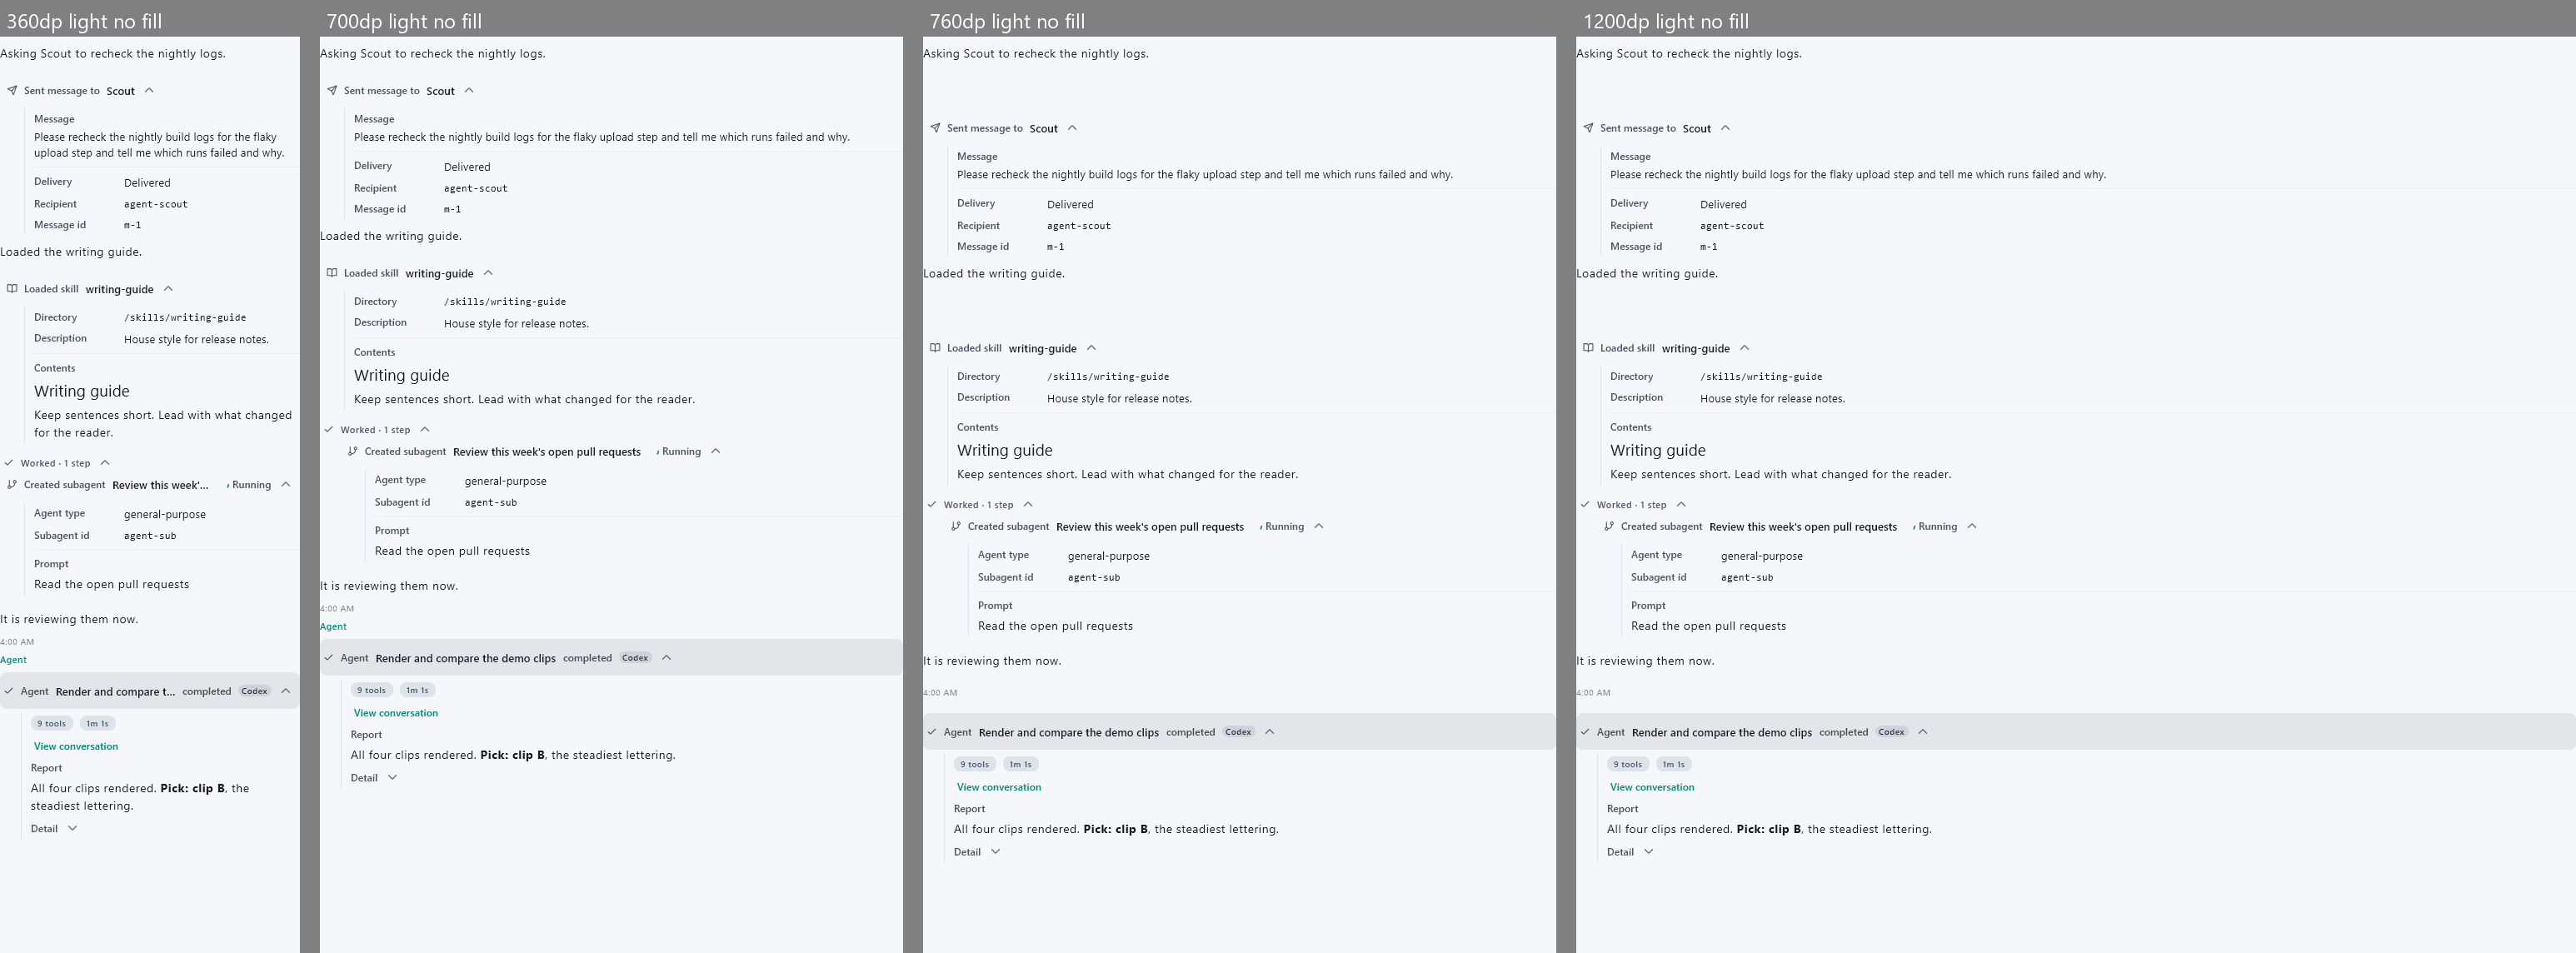 360dp light no fill
Asking Scout to recheck the nightly logs.
Sent message to Scout
Message
Please recheck the nightly build logs for the flaky
upload step and tell me which runs failed and why.
Delivery Delivered
Recipient agent-scout
Message id m-1
Loaded the writing guide.
Loaded skill writing-guide
Directory /skills/writing-guide
Description House style for release notes.
Contents
Writing guide
Keep sentences short. Lead with what changed
for the reader.
Worked · 1 step
Created subagent Review this week'... Running
Agent type general-purpose
Subagent id agent-sub
Prompt
Read the open pull requests
It is reviewing them now.
4:00 AM
Agent
Agent Render and compare t... completed Codex
9 tools 1m 1s
View conversation
Report
All four clips rendered. Pick: clip B, the
steadiest lettering.
Detail
700dp light no fill
Asking Scout to recheck the nightly logs.
Sent message to Scout
Message
Please recheck the nightly build logs for the flaky upload step and tell me which runs failed and why.
Delivery Delivered
Recipient agent-scout
Message id m-1
Loaded the writing guide.
Loaded skill writing-guide
Directory /skills/writing-guide
Description House style for release notes.
Contents
Writing guide
Keep sentences short. Lead with what changed for the reader.
Worked · 1 step
Created subagent Review this week's open pull requests Running
Agent type general-purpose
Subagent id agent-sub
Prompt
Read the open pull requests
It is reviewing them now.
4:00 AM
Agent
Agent Render and compare the demo clips completed Codex
9 tools 1m 1s
View conversation
Report
All four clips rendered. Pick: clip B, the steadiest lettering.
Detail
760dp light no fill
Asking Scout to recheck the nightly logs.
Sent message to Scout
Message
Please recheck the nightly build logs for the flaky upload step and tell me which runs failed and why.
Delivery Delivered
Recipient agent-scout
Message id m-1
Loaded the writing guide.
Loaded skill writing-guide
Directory /skills/writing-guide
Description House style for release notes.
Contents
Writing guide
Keep sentences short. Lead with what changed for the reader.
Worked · 1 step
Created subagent Review this week's open pull requests Running
Agent type general-purpose
Subagent id agent-sub
Prompt
Read the open pull requests
It is reviewing them now.
4:00 AM
Agent Render and compare the demo clips completed Codex
9 tools 1m 1s
View conversation
Report
All four clips rendered. Pick: clip B, the steadiest lettering.
Detail
1200dp light no fill
Asking Scout to recheck the nightly logs.
Sent message to Scout
Message
Please recheck the nightly build logs for the flaky upload step and tell me which runs failed and why.
Delivery Delivered
Recipient agent-scout
Message id m-1
Loaded the writing guide.
Loaded skill writing-guide
Directory /skills/writing-guide
Description House style for release notes.
Contents
Writing guide
Keep sentences short. Lead with what changed for the reader.
Worked · 1 step
Created subagent Review this week's open pull requests Running
Agent type general-purpose
Subagent id agent-sub
Prompt
Read the open pull requests
It is reviewing them now.
4:00 AM
Agent Render and compare the demo clips completed Codex
9 tools 1m 1s
View conversation
Report
All four clips rendered. Pick: clip B, the steadiest lettering.
Detail